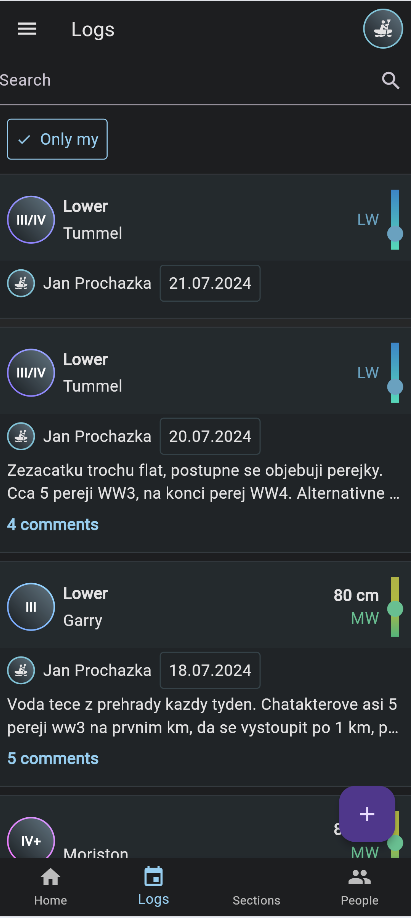 Logs
Search
Only my
III/IV
Lower
Tummel
LW
Jan Prochazka
21.07.2024
III/IV
Lower
Tummel
LW
Jan Prochazka
20.07.2024
Zezacatku trochu flat, postupne se objebuji perejky.
Cca 5 pereji WW3, na konci perej WW4. Alternativne ...
4 comments
III
Lower
Garry
80 cm
MW
Jan Prochazka
18.07.2024
Voda tece z prehrady kazdy tyden. Chatakterove asi 5
pereji ww3 na prvnim km, da se vystoupit po 1 km, p...
5 comments
IV+
Moriston
MW
+
Home
Logs
Sections
People